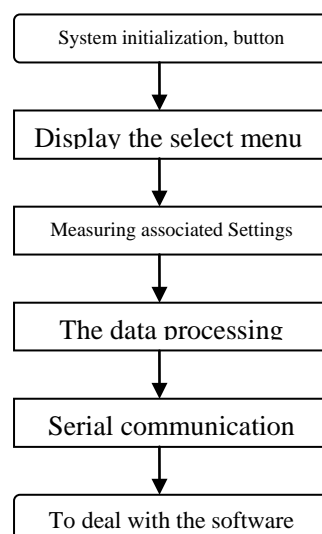 System initialization, button
Display the select menu
Measuring associated Settings
The data processing
Serial communication
To deal with the software